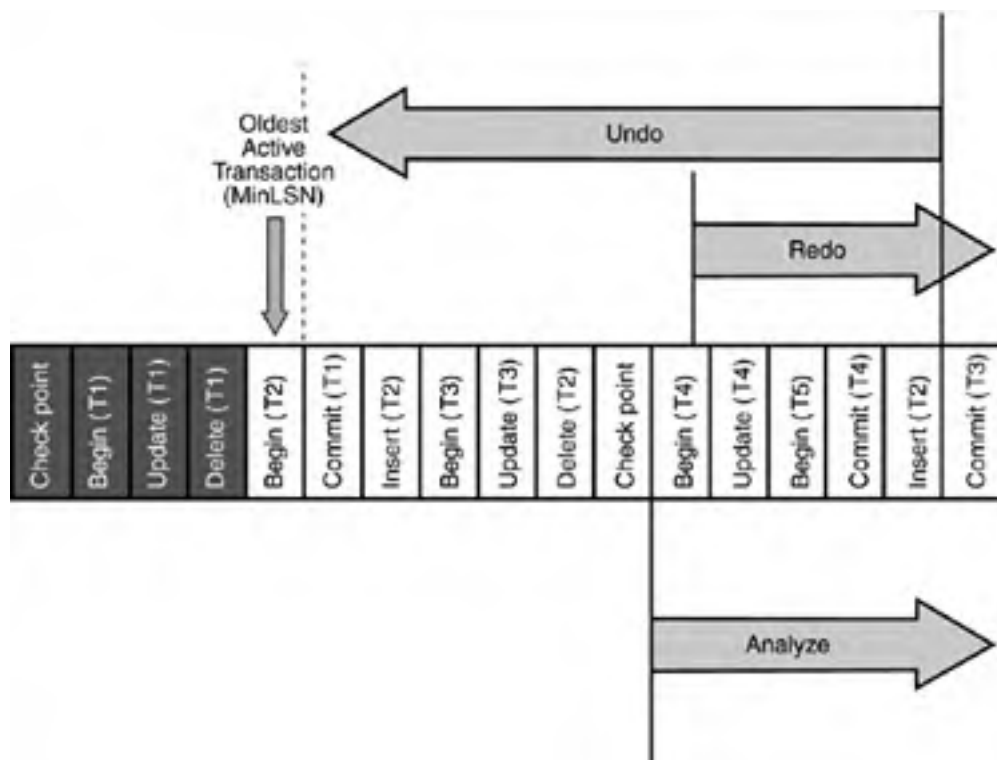 Oldest
Active
Transaction
(MinLSN)
Undo
Redo
Check point
Begin (T1)
Update (T1)
Delete (T1)
Begin (T2)
Commit (T1)
Insert (T2)
Begin (T3)
Update (T3)
Delete (T2)
Check point
Begin (T4)
Update (T4)
Begin (T5)
Commit (T4)
Insert (T2)
Commit (T3)
Analyze